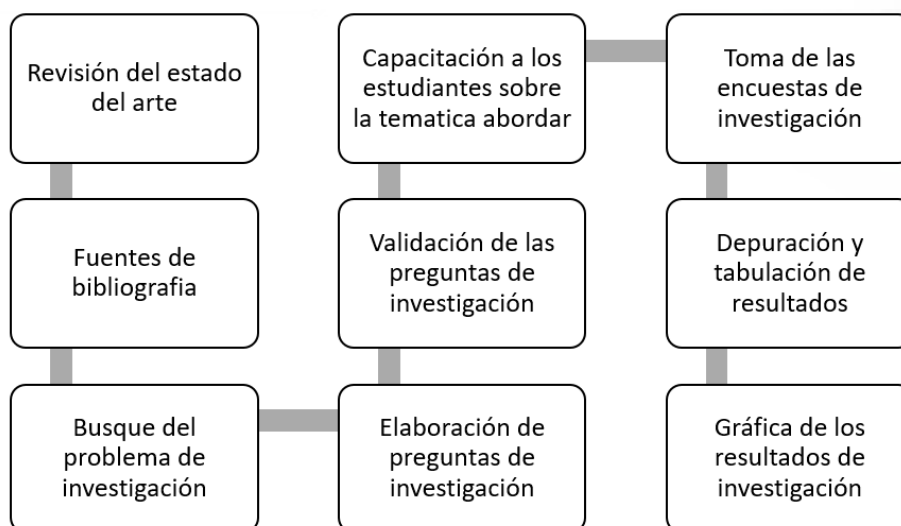 Revisión del estado
del arte
Fuentes de
bibliografia
Busque del
problema de
investigación
Elaboración de
preguntas de
investigación
Validación de las
preguntas de
investigación
Capacitación a los
estudiantes sobre
la tematica abordar
Toma de las
encuestas de
investigación
Depuración y
tabulación de
resultados
Gráfica de los
resultados de
investigación